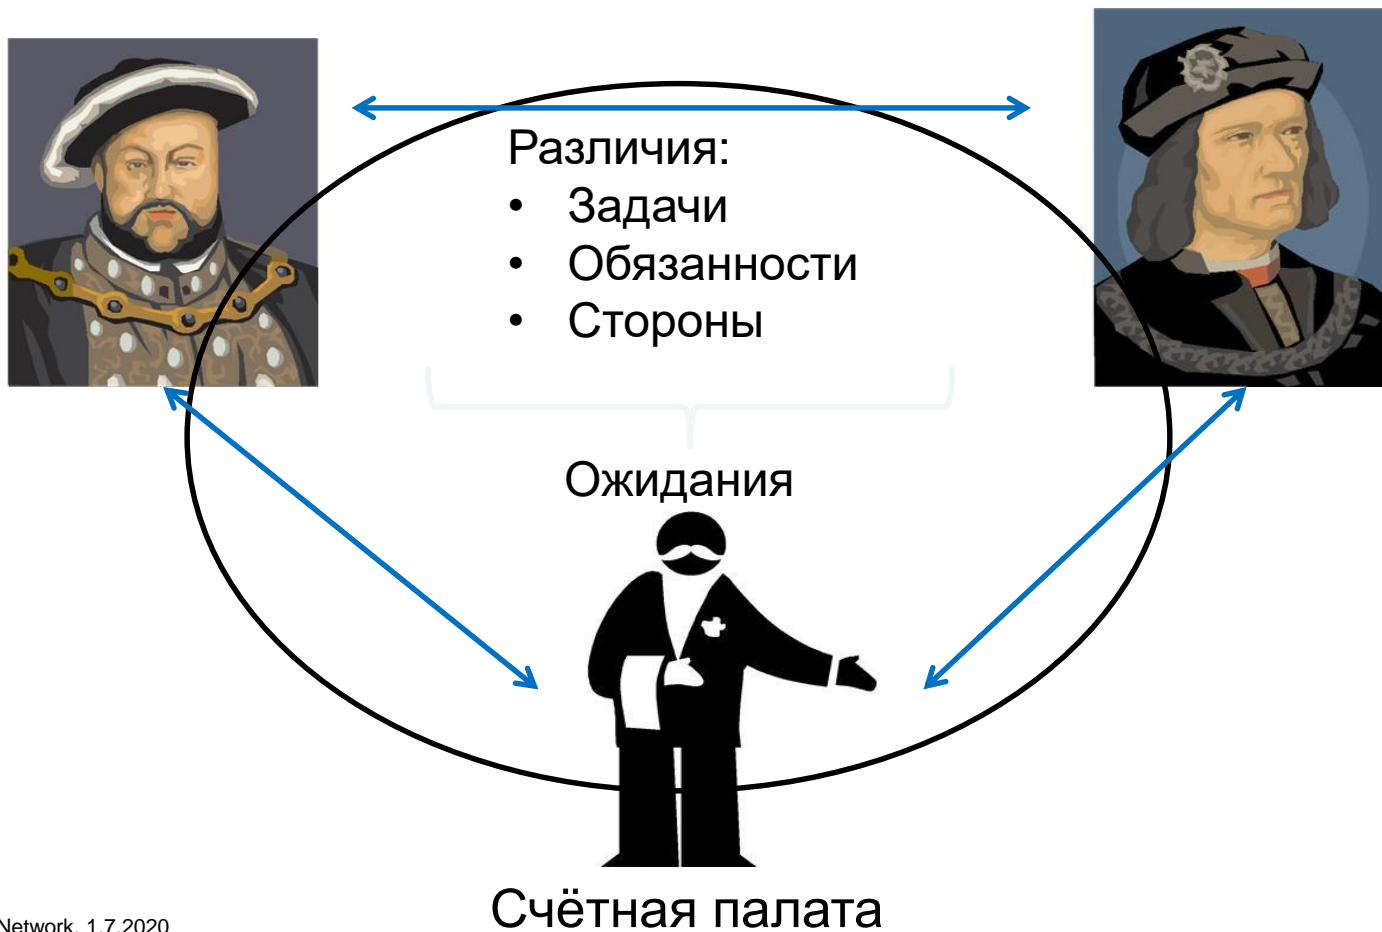 Различия:
• Задачи
• Обязанности
• Стороны
Ожидания
Счётная палата
Network, 1.7.2020